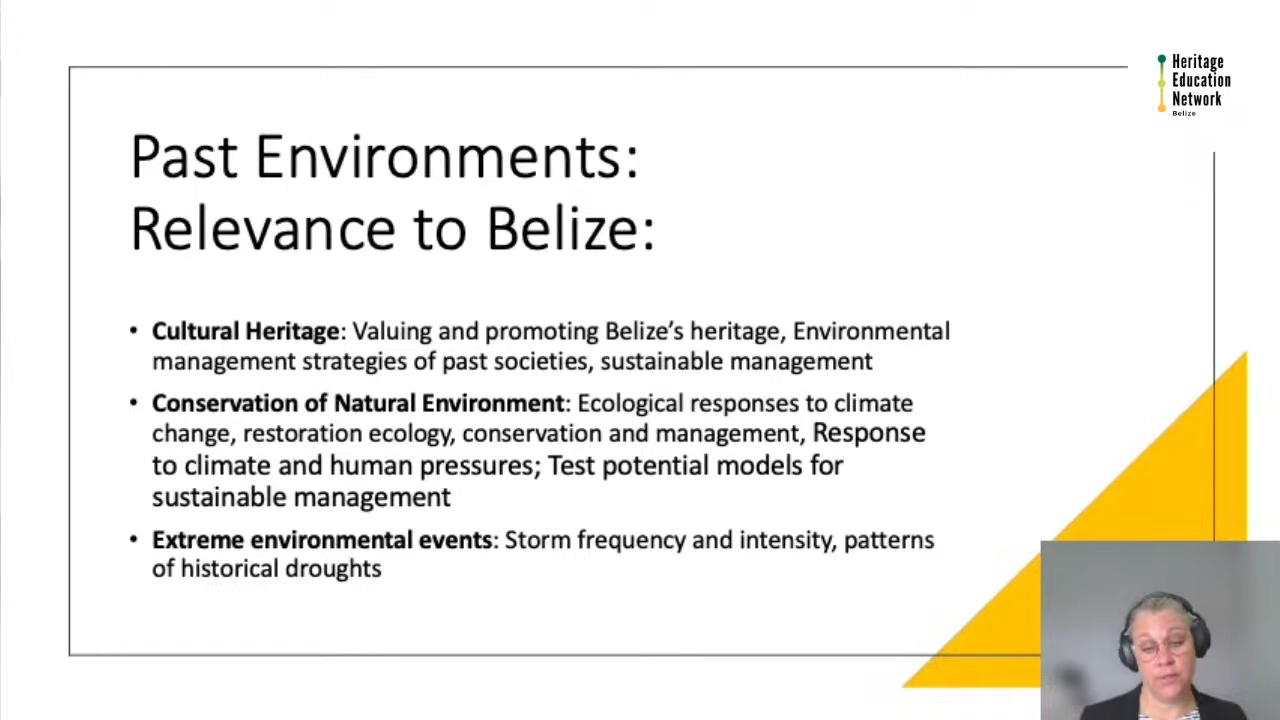 Heritage
Education
Network
Belize
Past Environments:
Relevance to Belize:
• Cultural Heritage: Valuing and promoting Belize's heritage, Environmental
management strategies of past societies, sustainable management
• Conservation of Natural Environment: Ecological responses to climate
change, restoration ecology, conservation and management, Response
to climate and human pressures; Test potential models for
sustainable management
• Extreme environmental events: Storm frequency and intensity, patterns
of historical droughts